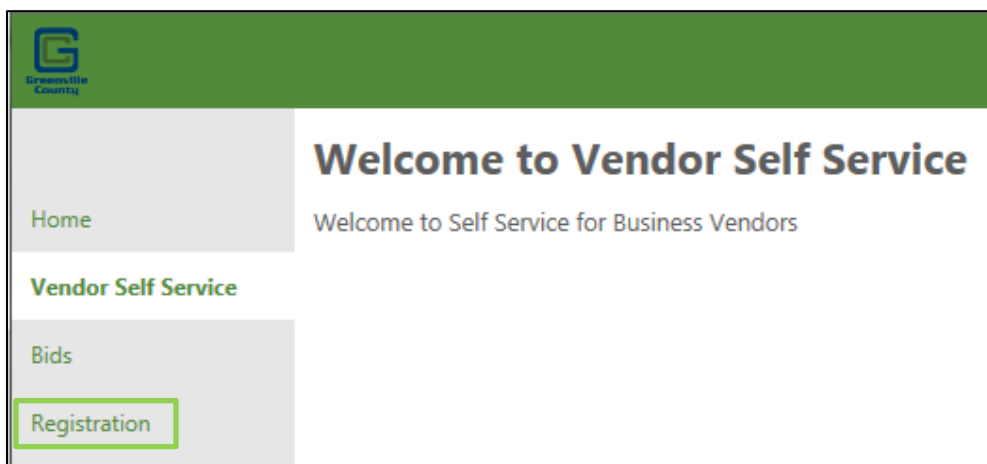 Greenville
County
Welcome to Vendor Self Service
Home
Welcome to Self Service for Business Vendors
Vendor Self Service
Bids
Registration